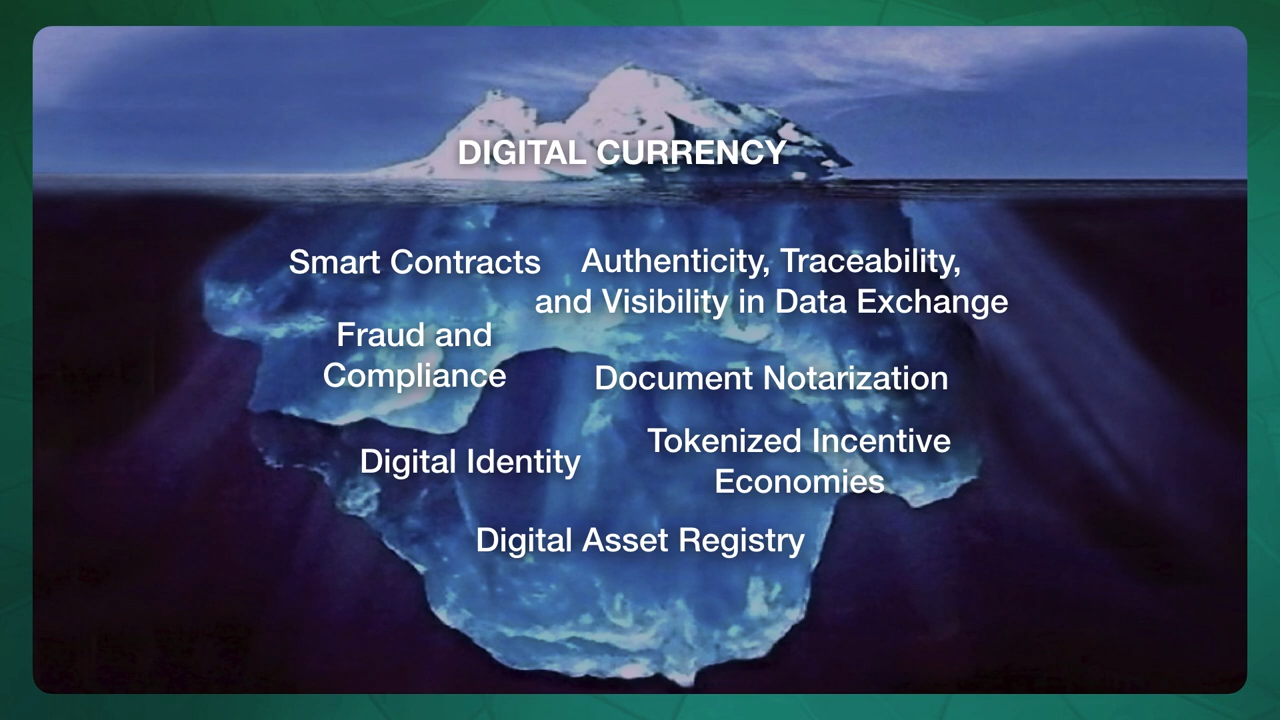 DIGITAL CURRENCY
Smart Contracts
Authenticity, Traceability,
and Visibility in Data Exchange
Fraud and
Compliance
Document Notarization
Digital Identity
Tokenized Incentive
Economies
Digital Asset Registry